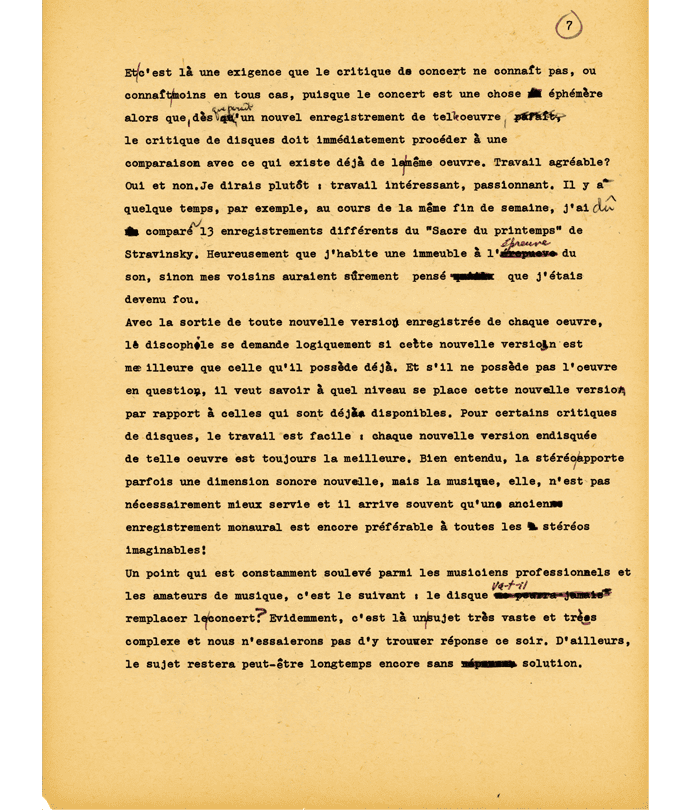 7
Et c'est là une exigence que le critique de concert ne connaît pas, ou
connaît moins en tous cas, puisque le concert est une chose éphémère
alors que, dès que paraît un nouvel enregistrement de telle oeuvre,
le critique de disques doit immédiatement procéder à une
comparaison avec ce qui existe déjà de la même oeuvre. Travail agréable?
Oui et non. Je dirais plutôt : travail intéressant, passionnant. Il y a
quelque temps, par exemple, au cours de la même fin de semaine, j'ai dû
comparé 13 enregistrements différents du "Sacre du printemps" de
Stravinsky. Heureusement que j'habite une immeuble à l'épreuve du
son, sinon mes voisins auraient sûrement pensé que j'étais
devenu fou.
Avec la sortie de toute nouvelle version enregistrée de chaque oeuvre,
le discophile se demande logiquement si cette nouvelle version est
meilleure que celle qu'il possède déjà. Et s'il ne possède pas l'oeuvre
en question, il veut savoir à quel niveau se place cette nouvelle version
par rapport à celles qui sont déjà disponibles. Pour certains critiques
de disques, le travail est facile : chaque nouvelle version endisquée
de telle oeuvre est toujours la meilleure. Bien entendu, la stéréo apporte
parfois une dimension sonore nouvelle, mais la musique, elle, n'est pas
nécessairement mieux servie et il arrive souvent qu'un ancien
enregistrement monaural est encore préférable à toutes les stéréos
imaginables!
Un point qui est constamment soulevé parmi les musiciens professionnels et
les amateurs de musique, c'est le suivant : le disque va-t-il
remplacer le concert? Evidemment, c'est là un sujet très vaste et très
complexe et nous n'essaierons pas d'y trouver réponse ce soir. D'ailleurs,
le sujet restera peut-être longtemps encore sans solution.